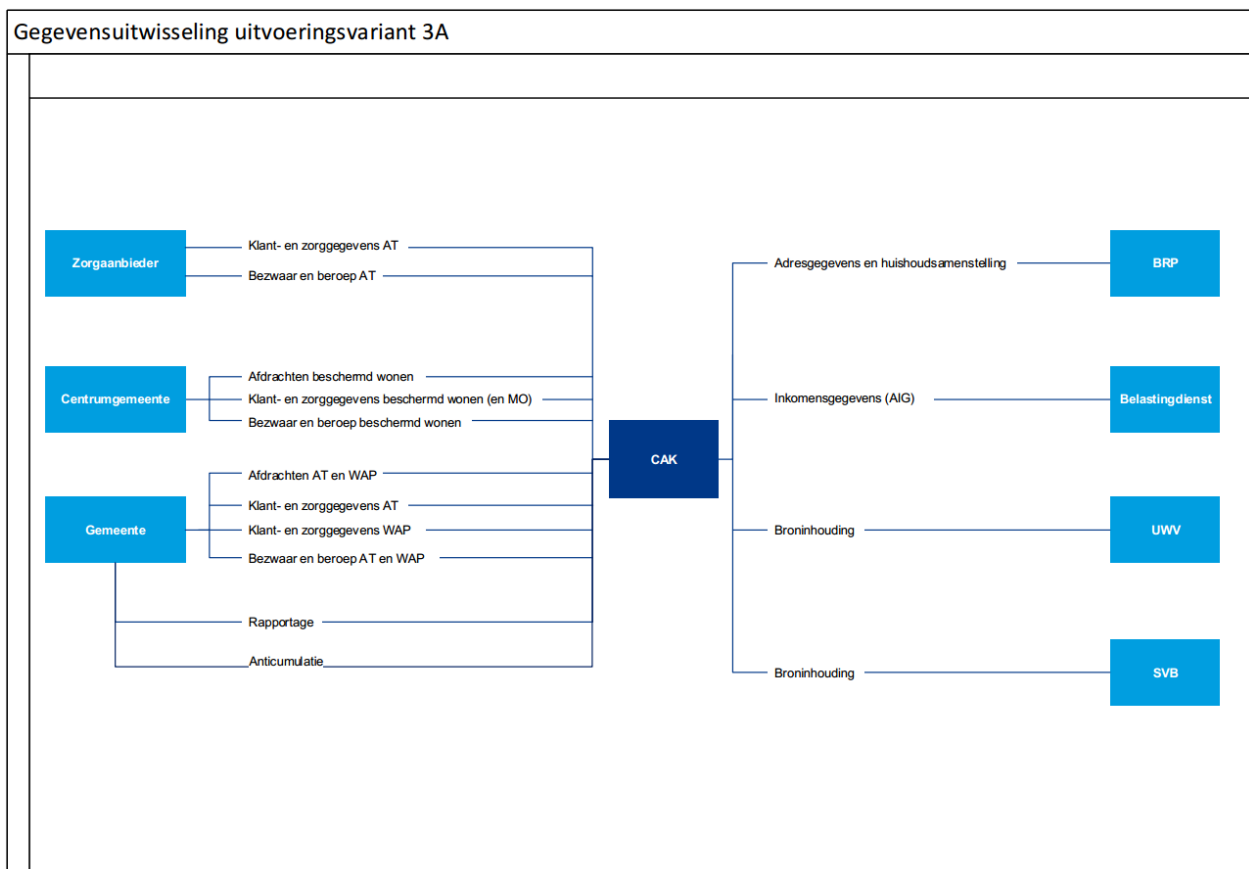 Gegevensuitwisseling uitvoeringsvariant 3A
Zorgaanbieder
Klant- en zorggegevens AT
Bezwaar en beroep AT
Centrumgemeente
Afdrachten beschermd wonen
Klant- en zorggegevens beschermd wonen (en MO)
Bezwaar en beroep beschermd wonen
Gemeente
Afdrachten AT en WAP
Klant- en zorggegevens AT
Klant- en zorggegevens WAP
Bezwaar en beroep AT en WAP
Rapportage
Anticumulatie
CAK
Adresgegevens en huishoudsamenstelling
BRP
Inkomensgegevens (AIG)
Belastingdienst
Broninhouding
UWV
Broninhouding
SVB